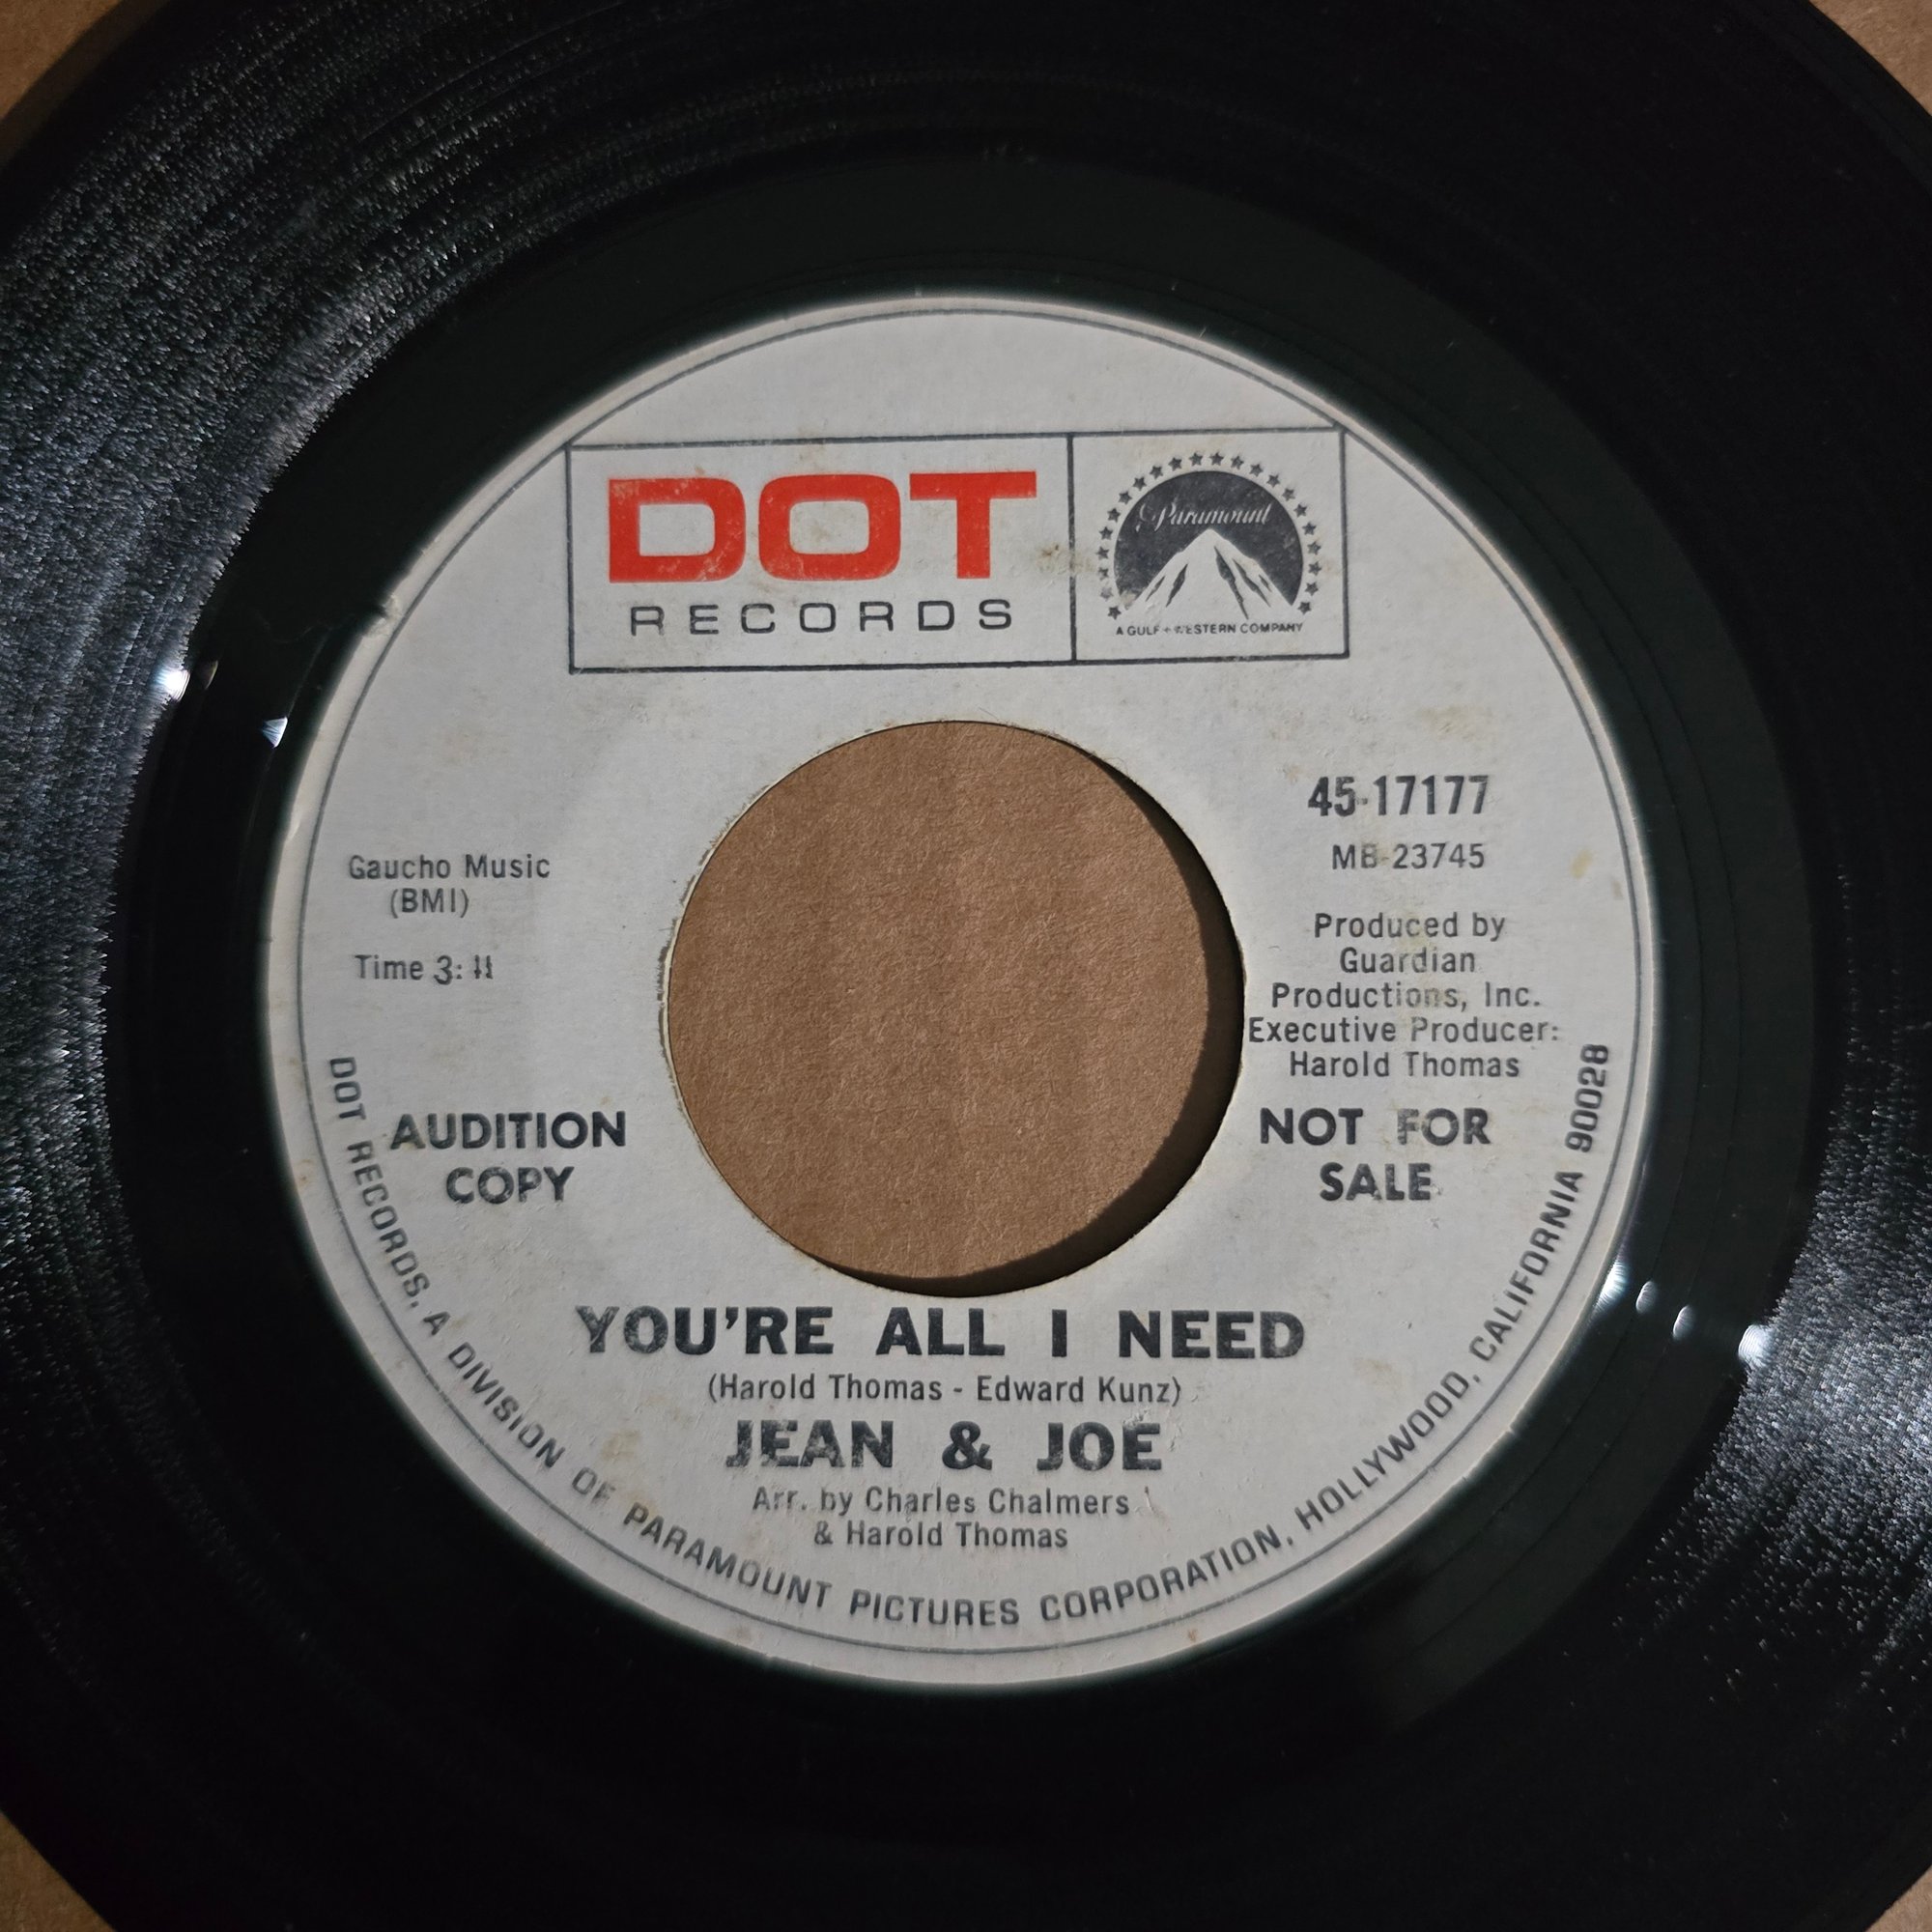 DOT
RECORDS
Paramount
A GULF+WESTERN COMPANY
45-17177
MB-23745
Gaucho Music
(BMI)
Time 3:11
Produced by
Guardian
Productions, Inc.
Executive Producer:
Harold Thomas
AUDITION
COPY
NOT FOR
SALE
YOU'RE ALL I NEED
(Harold Thomas - Edward Kunz)
JEAN & JOE
Arr. by Charles Chalmers
& Harold Thomas
DOT RECORDS, A DIVISION OF PARAMOUNT PICTURES CORPORATION, HOLLYWOOD, CALIFORNIA 90028